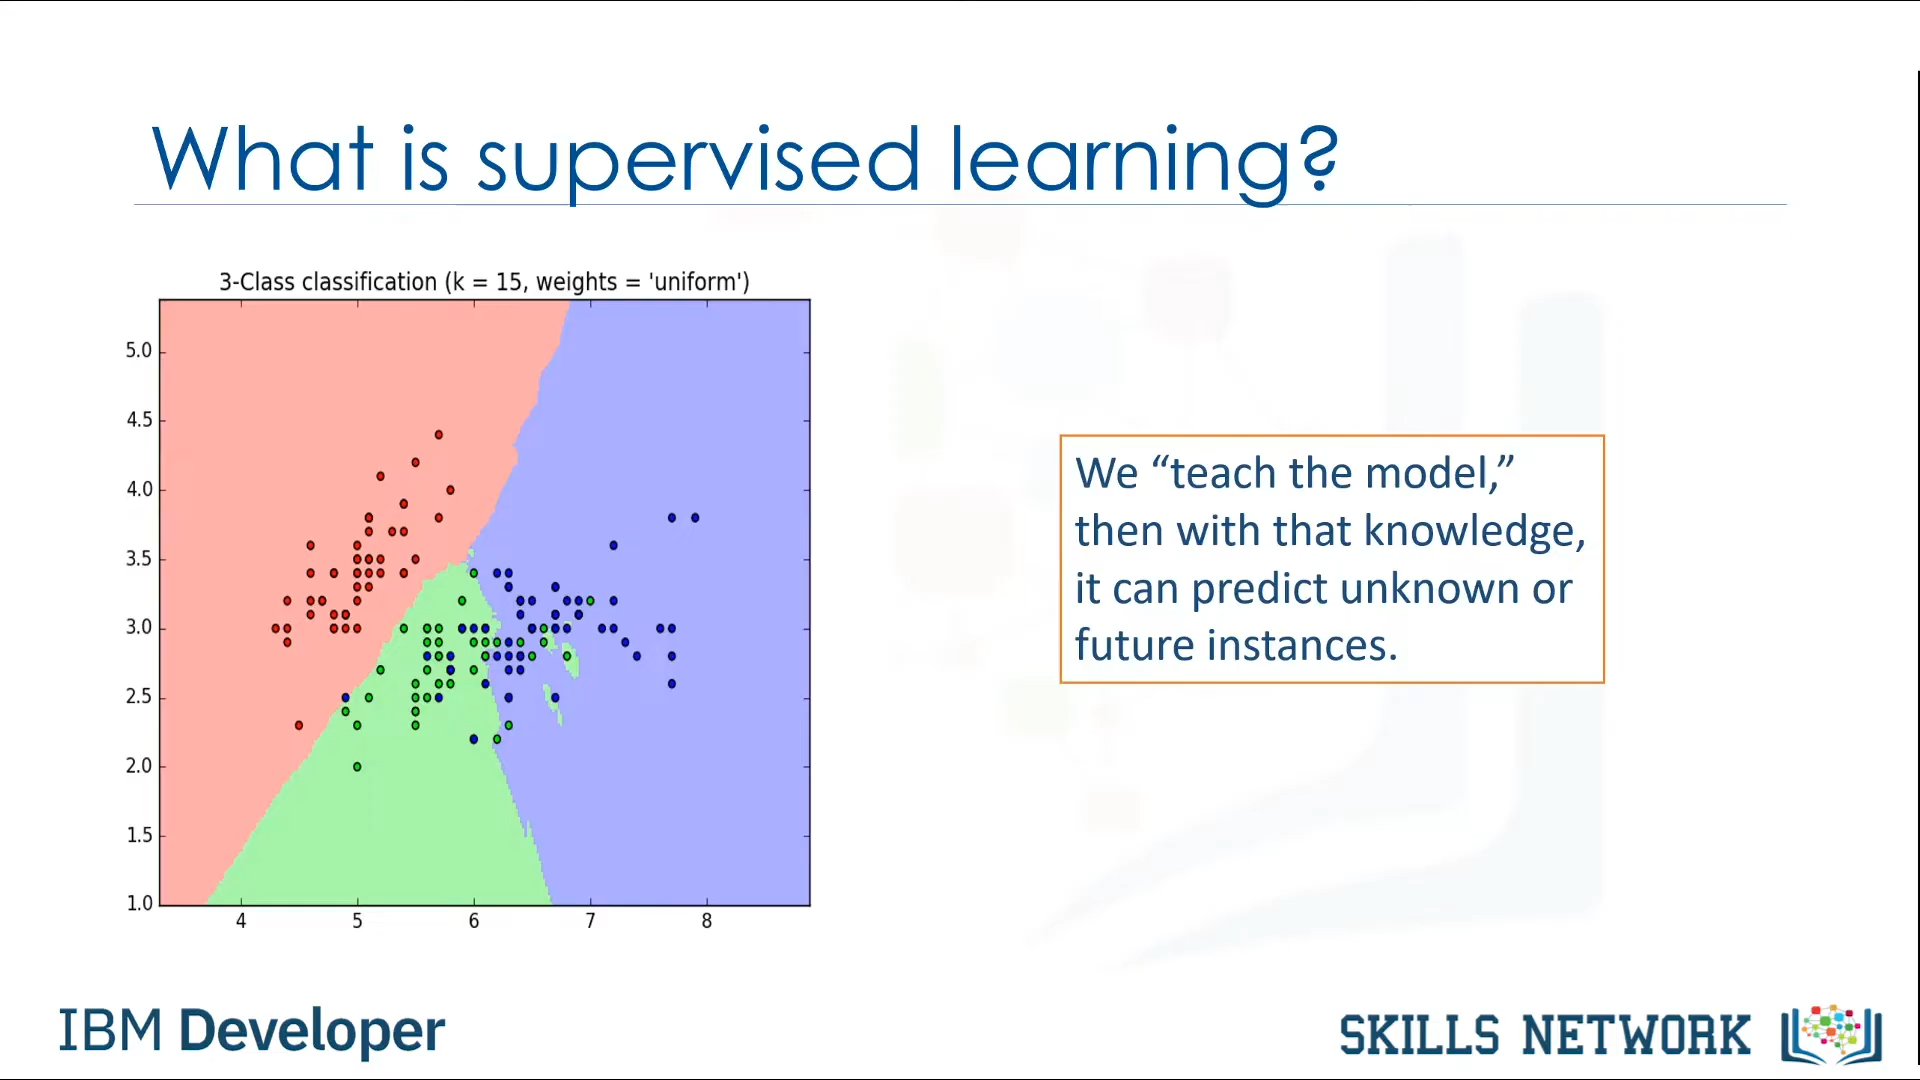 What is supervised learning?
3-Class classification (k = 15, weights = 'uniform')
5.0
4.5
4.0
3.5
3.0
2.5
2.0
1.5
1.0
4 5 6 7 8
We “teach the model,”
then with that knowledge,
it can predict unknown or
future instances.
IBM Developer
SKILLS NETWORK